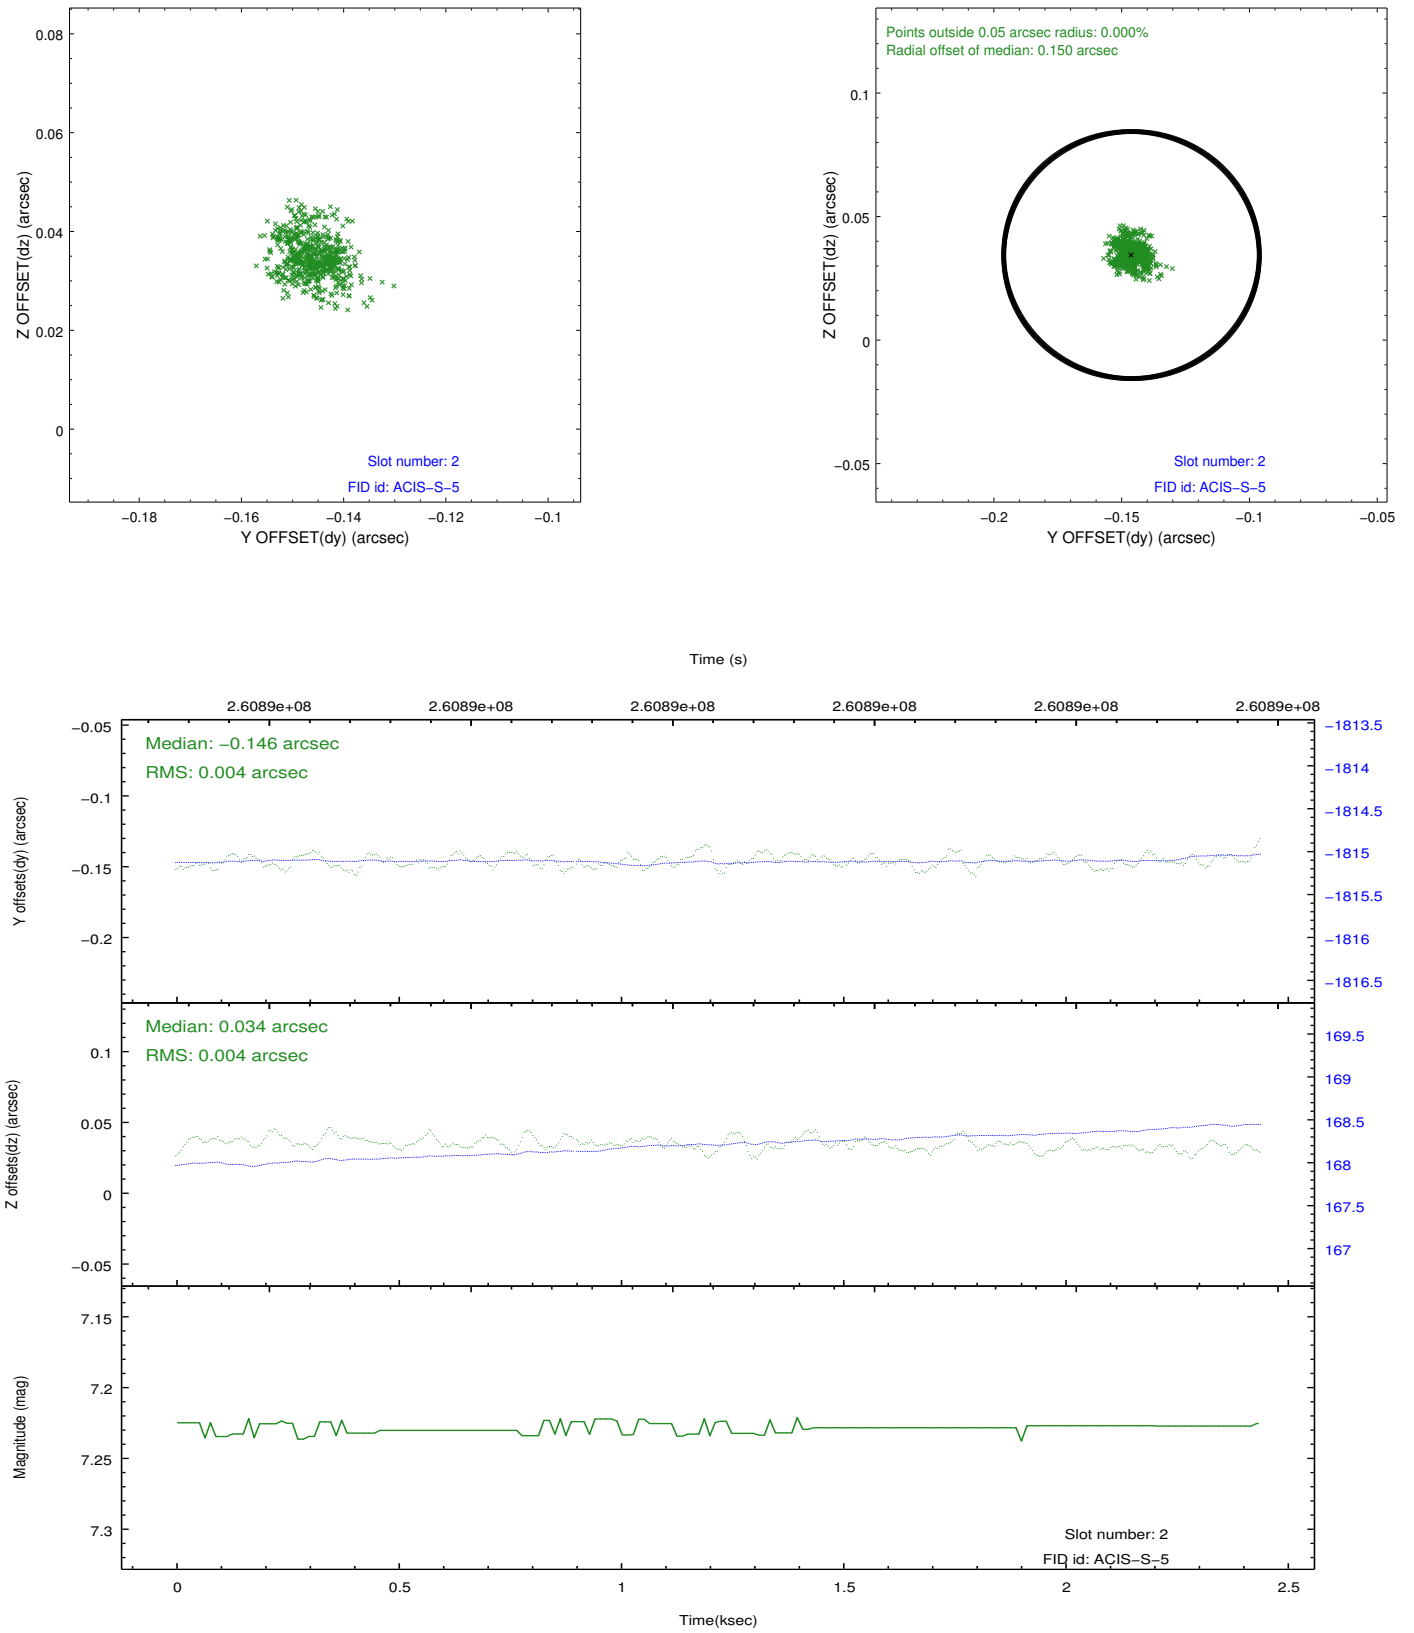 0.08
0.06
0.04
0.02
0
Z OFFSET(dz) (arcsec)
Slot number: 2
FID id: ACIS−S−5
−0.18 −0.16 −0.14 −0.12 −0.1
Y OFFSET(dy) (arcsec)
Points outside 0.05 arcsec radius: 0.000%
Radial offset of median: 0.150 arcsec
0.1
0.05
0
−0.05
Z OFFSET(dz) (arcsec)
Slot number: 2
FID id: ACIS−S−5
−0.2 −0.15 −0.1 −0.05
Y OFFSET(dy) (arcsec)
Time (s)
2.6089e+08 2.6089e+08 2.6089e+08 2.6089e+08 2.6089e+08 2.6089e+08
Median: −0.146 arcsec
RMS: 0.004 arcsec
−0.05
−0.1
−0.15
−0.2
Y offsets(dy) (arcsec)
−1813.5
−1814
−1814.5
−1815
−1815.5
−1816
−1816.5
Median: 0.034 arcsec
RMS: 0.004 arcsec
0.1
0.05
0
−0.05
Z offsets(dz) (arcsec)
169.5
169
168.5
168
167.5
167
7.15
7.2
7.25
7.3
Magnitude (mag)
Slot number: 2
FID id: ACIS−S−5
0 0.5 1 1.5 2 2.5
Time(ksec)